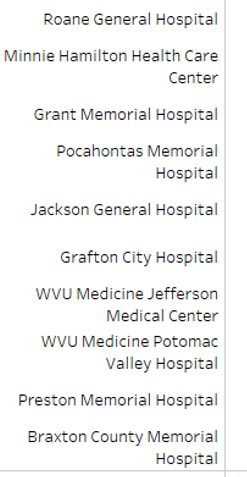 Roane General Hospital
Minnie Hamilton Health Care
Center
Grant Memorial Hospital
Pocahontas Memorial
Hospital
Jackson General Hospital
Grafton City Hospital
WVU Medicine Jefferson
Medical Center
WVU Medicine Potomac
Valley Hospital
Preston Memorial Hospital
Braxton County Memorial
Hospital